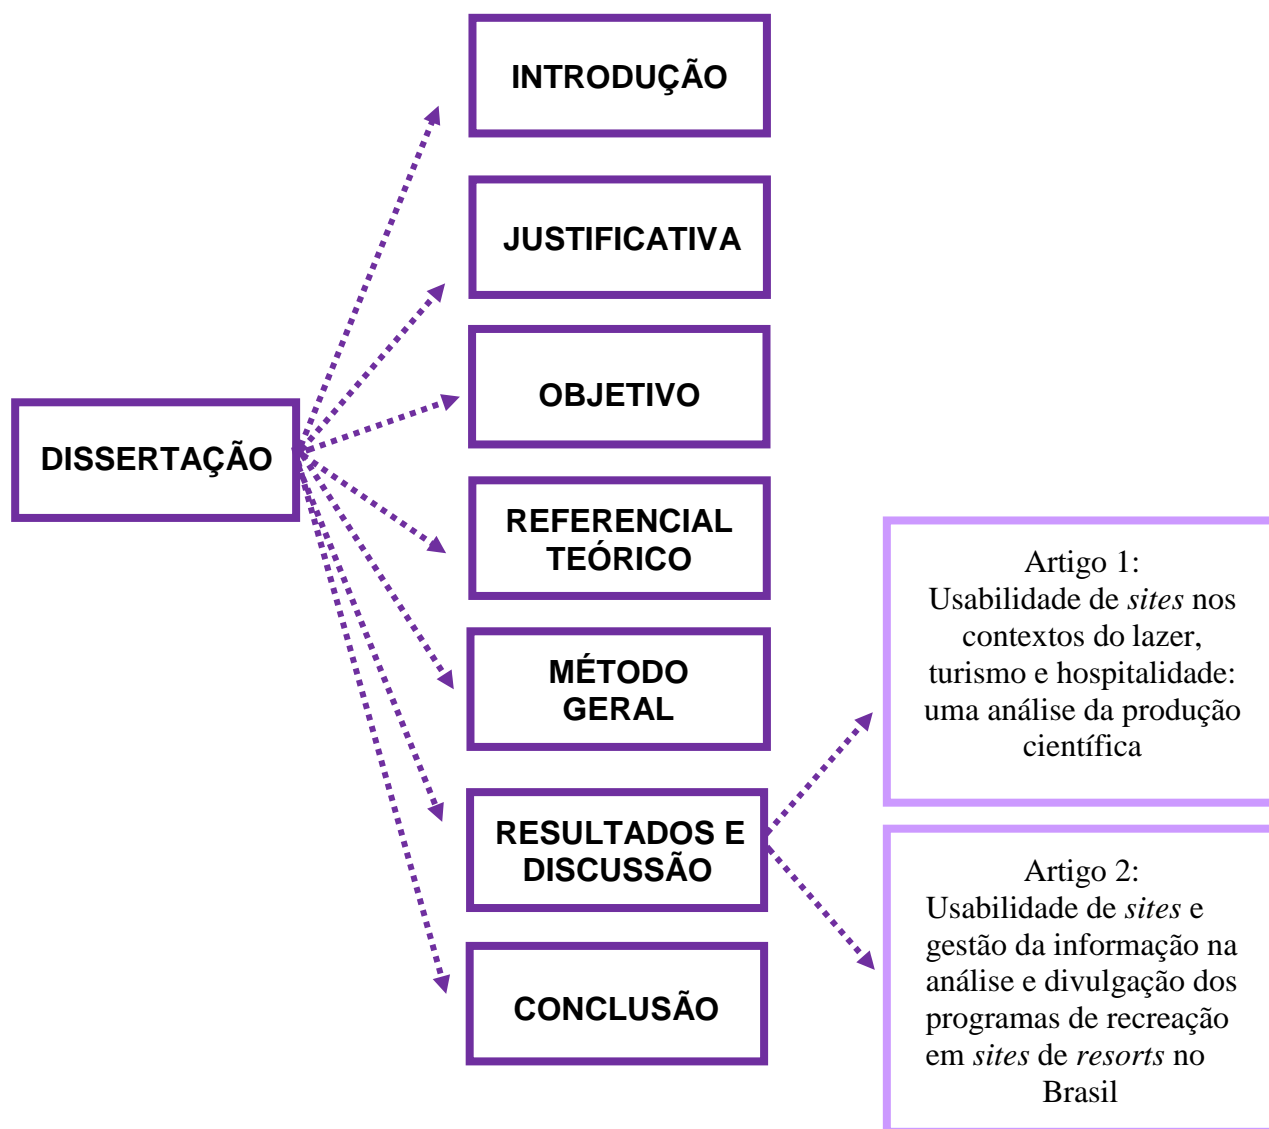 DISSERTAÇÃO
INTRODUÇÃO
JUSTIFICATIVA
OBJETIVO
REFERENCIAL
TEÓRICO
MÉTODO
GERAL
RESULTADOS E
DISCUSSÃO
CONCLUSÃO
Artigo 1:
Usabilidade de sites nos
contextos do lazer,
turismo e hospitalidade:
uma análise da produção
científica
Artigo 2:
Usabilidade de sites e
gestão da informação na
análise e divulgação dos
programas de recreação
em sites de resorts no
Brasil